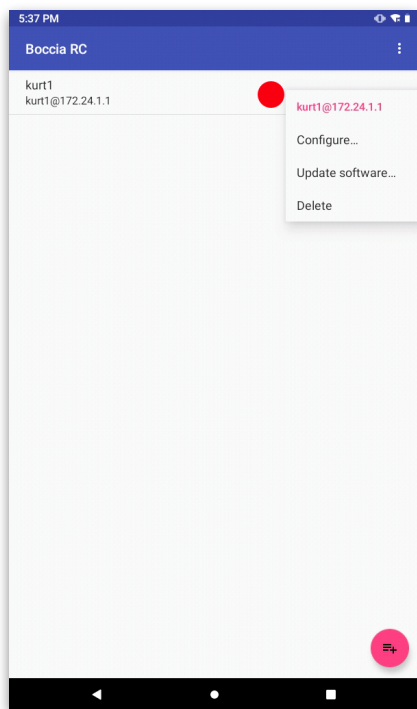 5:37 PM
Boccia RC
kurt1
kurt1@172.24.1.1
kurt1@172.24.1.1
Configure...
Update software...
Delete